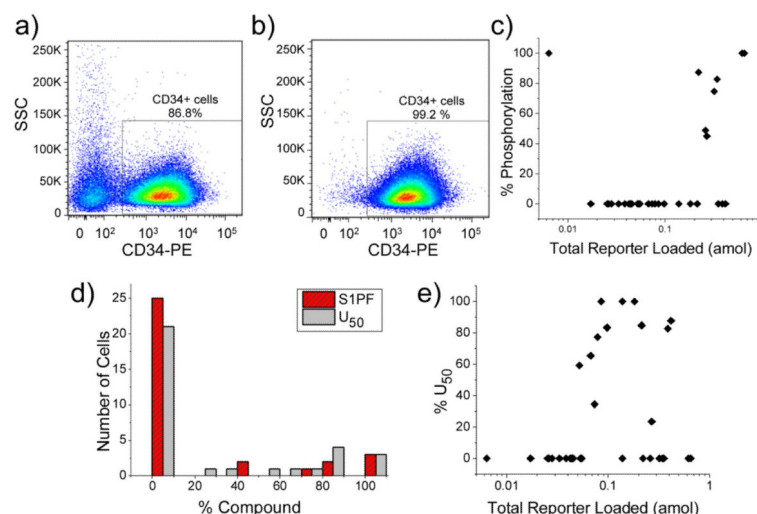 a)
250K
200K
150K
100K
50K
0
SSC
CD34+ cells
86.8%
0 10² 10³ 10⁴ 10⁵
CD34-PE
b)
250K
200K
150K
100K
50K
0
SSC
CD34+ cells
99.2 %
0 10² 10³ 10⁴ 10⁵
CD34-PE
c)
100
80
60
40
20
0
% Phosphorylation
0.01 0.1
Total Reporter Loaded (amol)
d)
25
20
15
10
5
0
Number of Cells
S1PF
U₅₀
0 20 40 60 80 100
% Compound
e)
100
80
60
40
20
0
% U₅₀
0.01 0.1 1
Total Reporter Loaded (amol)